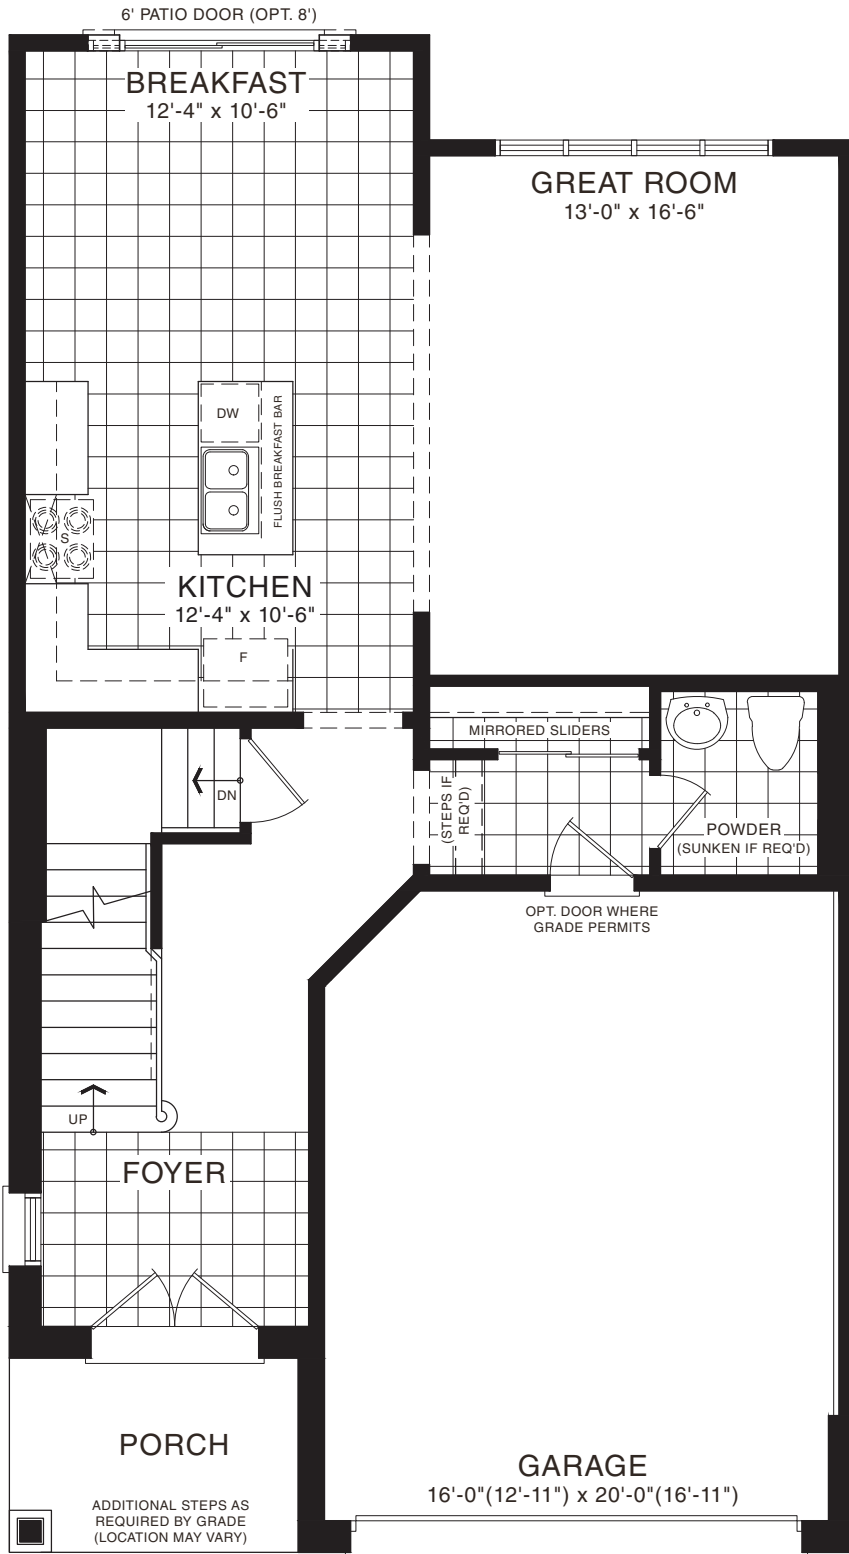 6' PATIO DOOR (OPT. 8')
BREAKFAST
12'-4" x 10'-6"
GREAT ROOM
13'-0" x 16'-6"
DW
FLUSH BREAKFAST BAR
S
KITCHEN
12'-4" x 10'-6"
F
MIRRORED SLIDERS
DN
(STEPS IF
REQ'D)
POWDER
(SUNKEN IF REQ'D)
OPT. DOOR WHERE
GRADE PERMITS
UP
FOYER
PORCH
GARAGE
16'-0"(12'-11") x 20'-0"(16'-11")
ADDITIONAL STEPS AS
REQUIRED BY GRADE
(LOCATION MAY VARY)